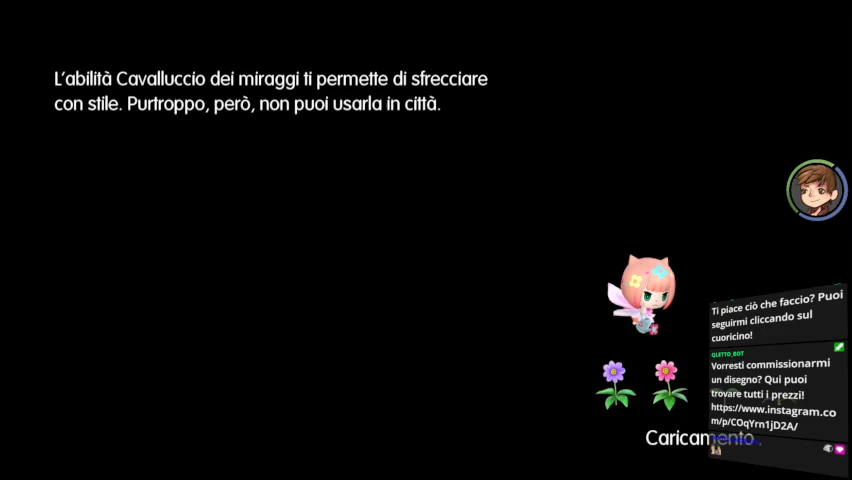 L'abilità Cavalluccio dei miraggi ti permette di sfrecciare
con stile. Purtroppo, però, non puoi usarla in città.
Ti piace ciò che faccio? Puoi
seguirmi cliccando sul
cuoricino!
QUETTO_BOT
Vorresti commissionarmi
un disegno? Qui puoi
trovare tutti i prezzi!
https://www.instagram.co
m/p/COqYrn1jD2A/
Caricamento .